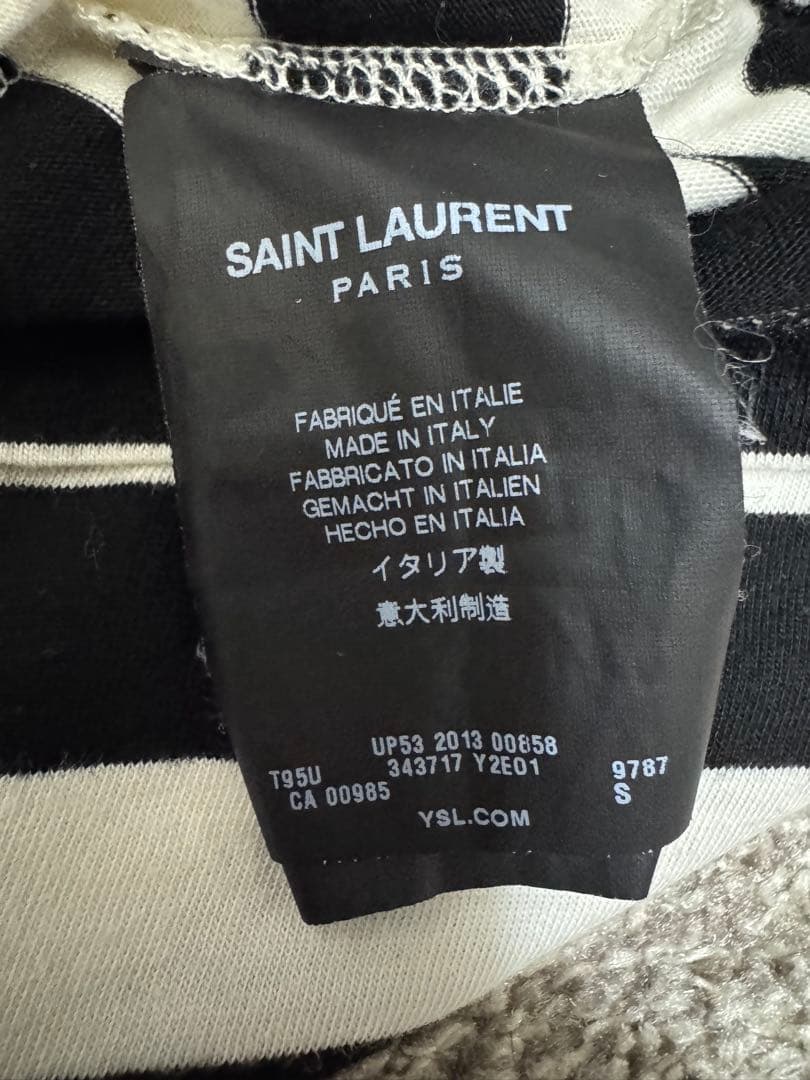 SAINT LAURENT
PARIS
FABRIQUÉ EN ITALIE
MADE IN ITALY
FABBRICATO IN ITALIA
GEMACHT IN ITALIEN
HECHO EN ITALIA
イタリア製
意大利制造
UP53 2013 00858
T95U 343717 Y2E01 9787
CA 00985 S
YSL.COM